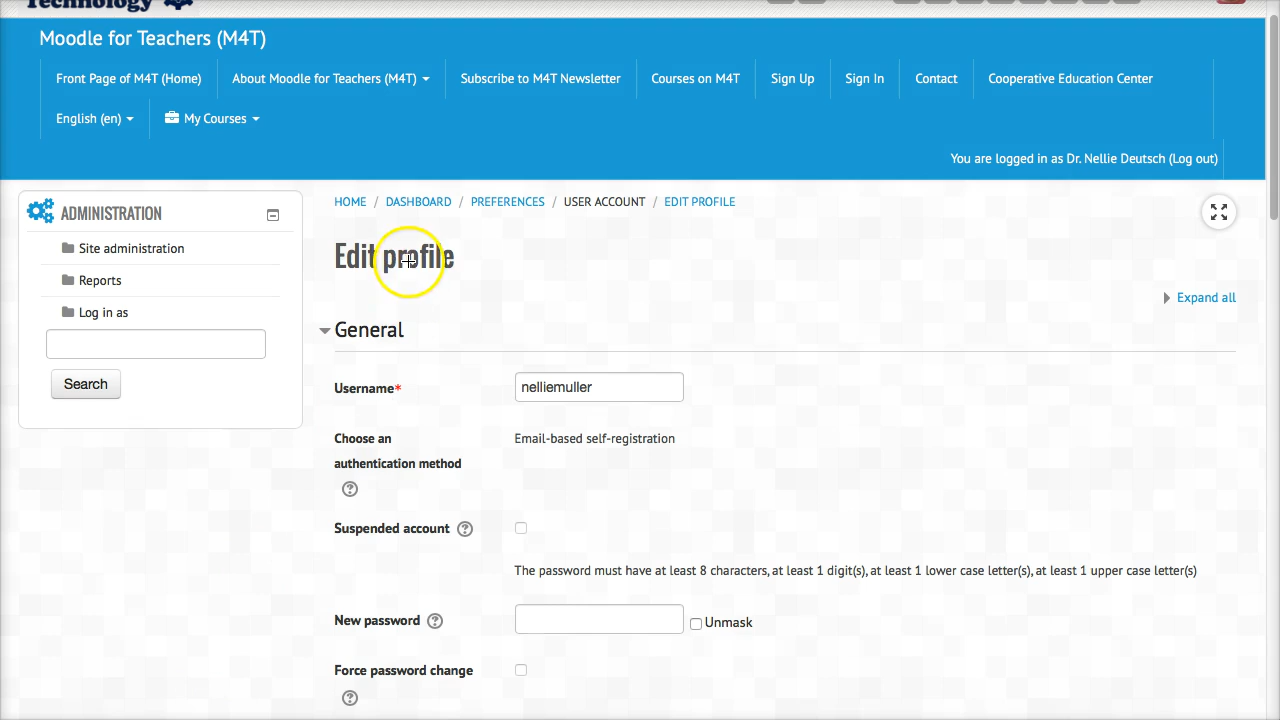 Technology
Moodle for Teachers (M4T)
Front Page of M4T (Home) About Moodle for Teachers (M4T) Subscribe to M4T Newsletter Courses on M4T Sign Up Sign In Contact Cooperative Education Center
English (en) My Courses
You are logged in as Dr. Nellie Deutsch (Log out)
ADMINISTRATION
Site administration
Reports
Log in as
Search
HOME / DASHBOARD / PREFERENCES / USER ACCOUNT / EDIT PROFILE
Edit profile
Expand all
General
Username* nelliemuller
Choose an
authentication method
Email-based self-registration
Suspended account
The password must have at least 8 characters, at least 1 digit(s), at least 1 lower case letter(s), at least 1 upper case letter(s)
New password Unmask
Force password change